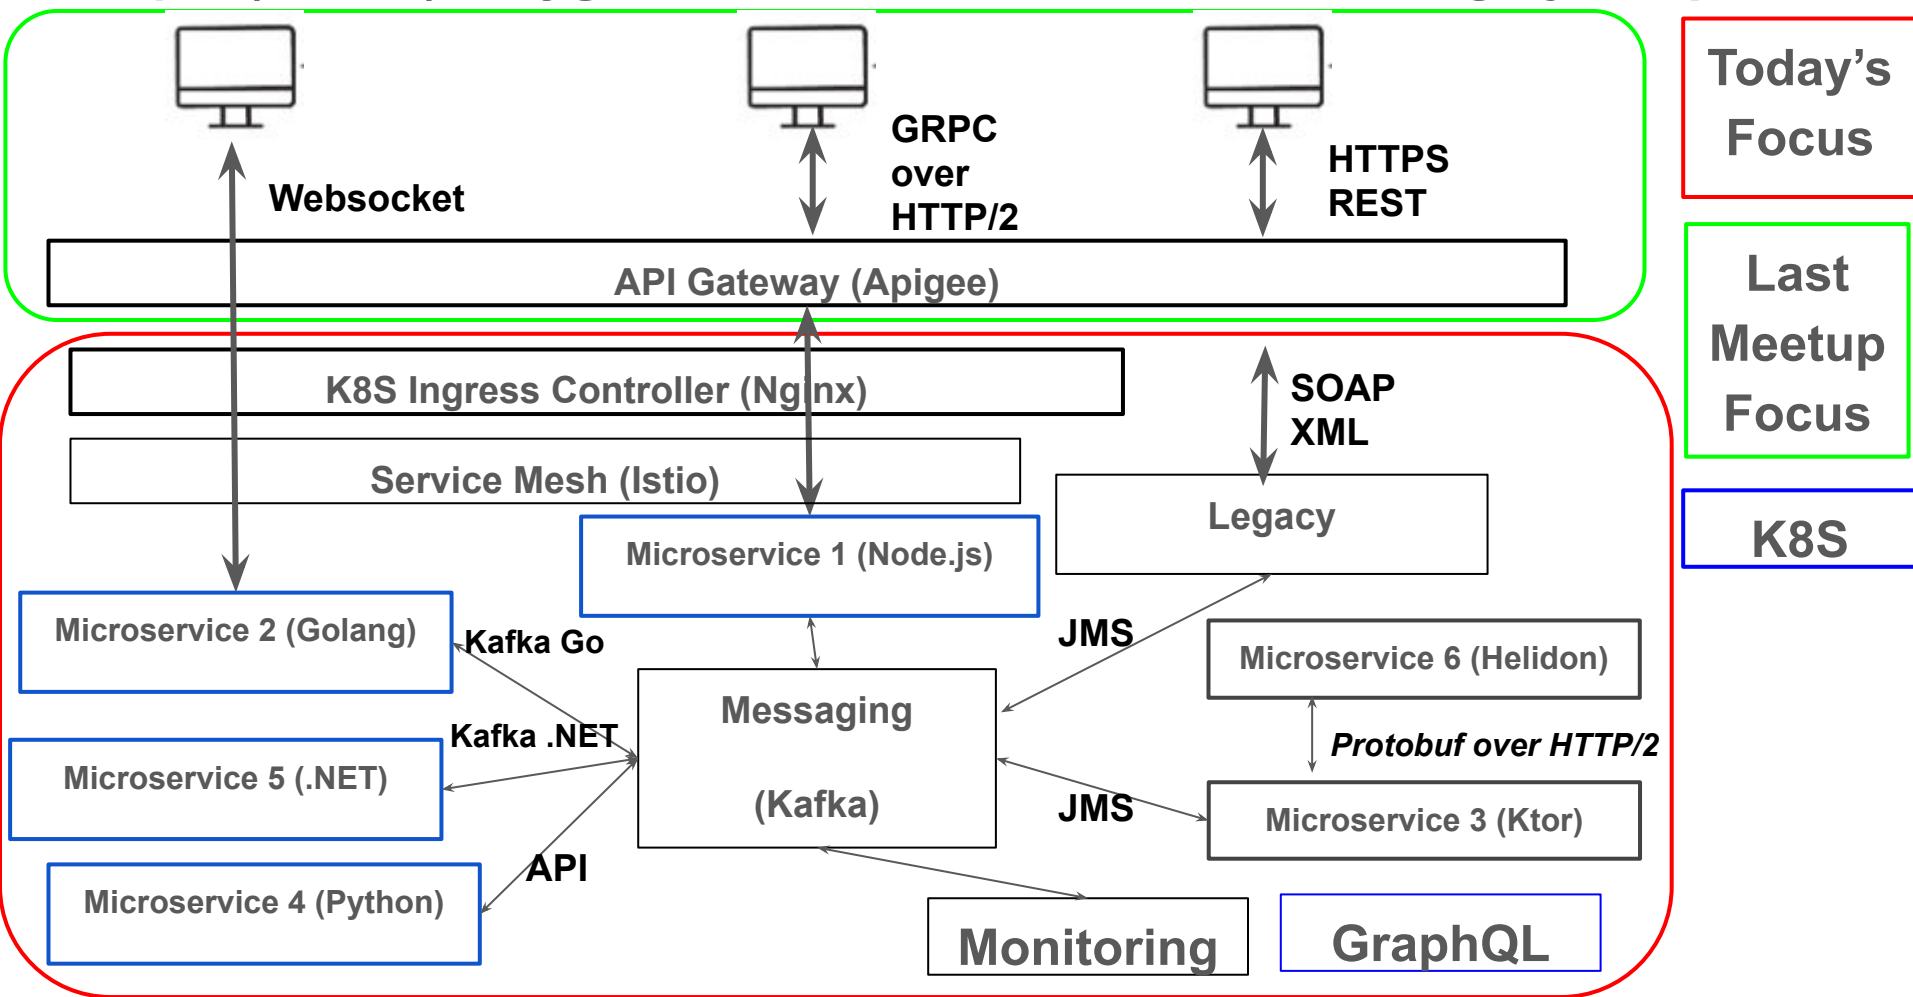 Today's
Focus
GRPC
over
HTTP/2
HTTPS
REST
Websocket
Last
Meetup
Focus
API Gateway (Apigee)
K8S Ingress Controller (Nginx)
SOAP
XML
Service Mesh (Istio)
Legacy
K8S
Microservice 1 (Node.js)
Microservice 2 (Golang)
Kafka Go
JMS
Microservice 6 (Helidon)
Messaging
(Kafka)
Kafka .NET
Protobuf over HTTP/2
Microservice 5 (.NET)
JMS
Microservice 3 (Ktor)
API
Microservice 4 (Python)
Monitoring
GraphQL